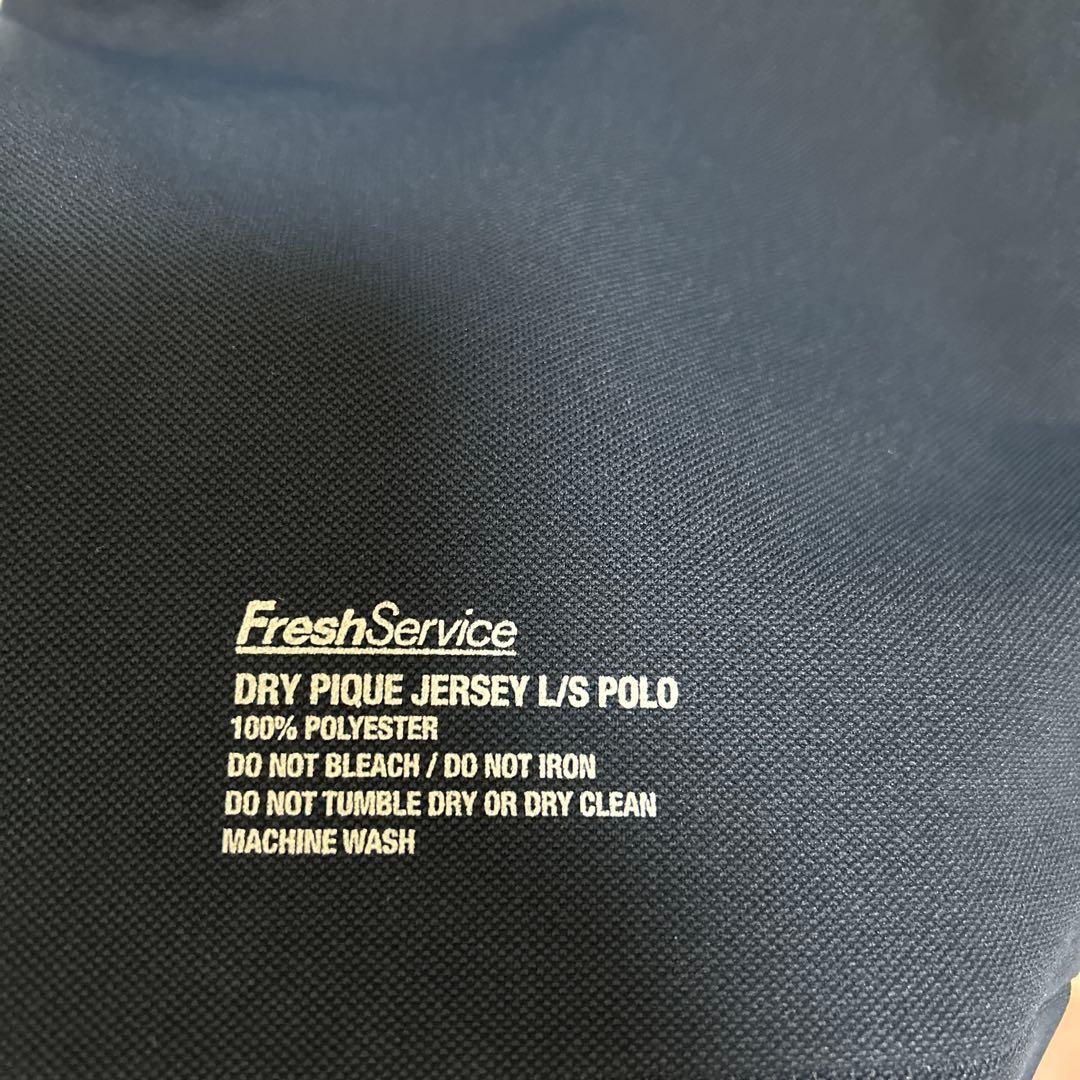 FreshService
DRY PIQUE JERSEY L/S POLO
100% POLYESTER
DO NOT BLEACH / DO NOT IRON
DO NOT TUMBLE DRY OR DRY CLEAN
MACHINE WASH